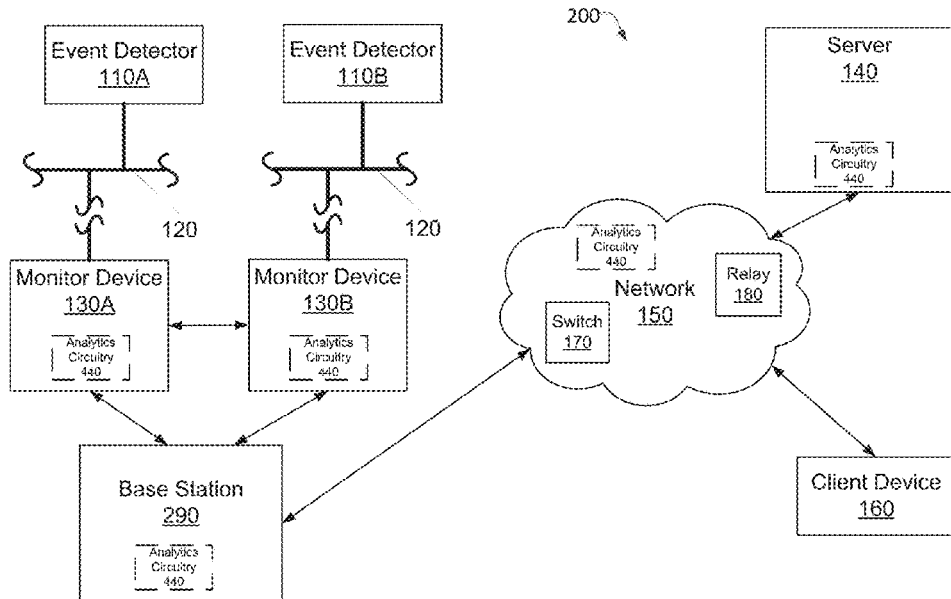 200
Event Detector
110A
Event Detector
110B
Server
140
Analytics
Circuitry
440
120
120
Monitor Device
130A
Analytics
Circuitry
440
Monitor Device
130B
Analytics
Circuitry
440
Analytics
Circuitry
440
Network
150
Relay
180
Switch
170
Base Station
290
Analytics
Circuitry
440
Client Device
160